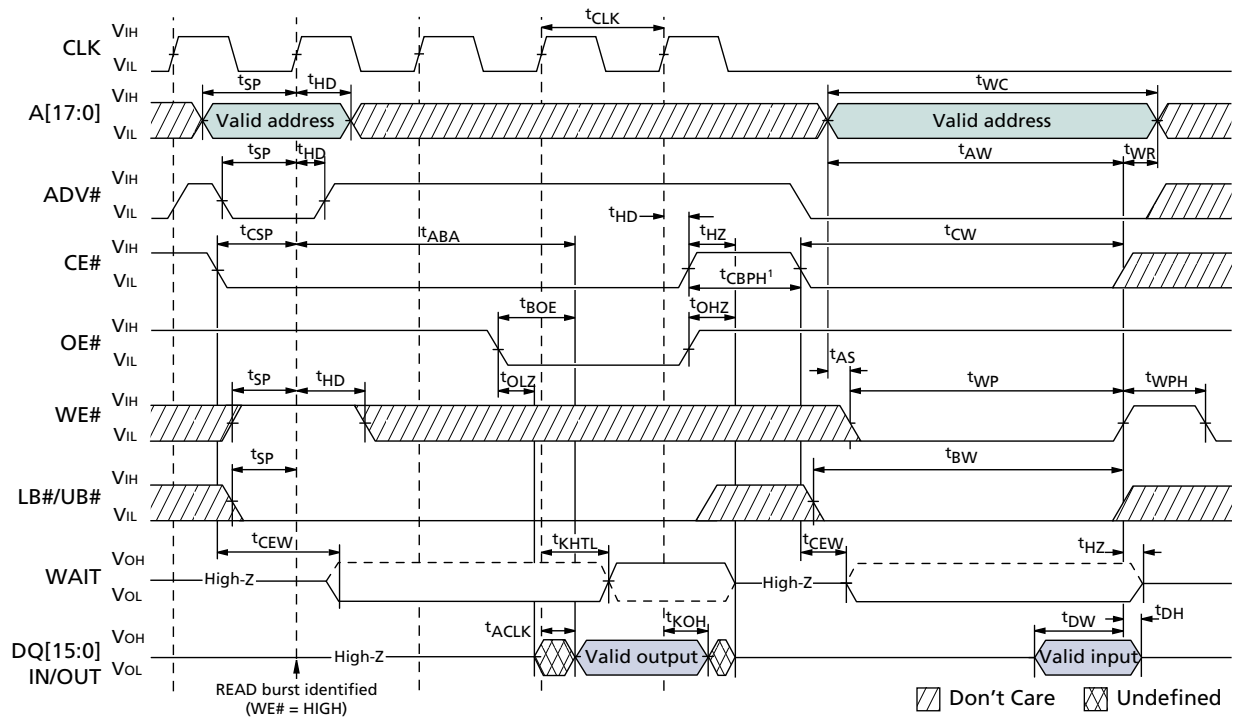 tCLK
CLK VIH
VIL
tSP tHD tWC
A[17:0] VIH
VIL
Valid address Valid address
tSP tHD tAW tWR
ADV# VIH
VIL
tHD
tCSP tABA tHZ tCW
CE# VIH
VIL
tCBPH¹
tBOE tOHZ
OE# VIH
VIL
tAS
tSP tHD tOLZ tWP tWPH
WE# VIH
VIL
tSP tBW
LB#/UB# VIH
VIL
tCEW tKHTL tCEW tHZ
WAIT VOH
VOL
High-Z High-Z
tACLK tKOH tDW tDH
DQ[15:0]
IN/OUT
VOH
VOL
High-Z Valid output Valid input
READ burst identified
(WE# = HIGH)
Don't Care Undefined